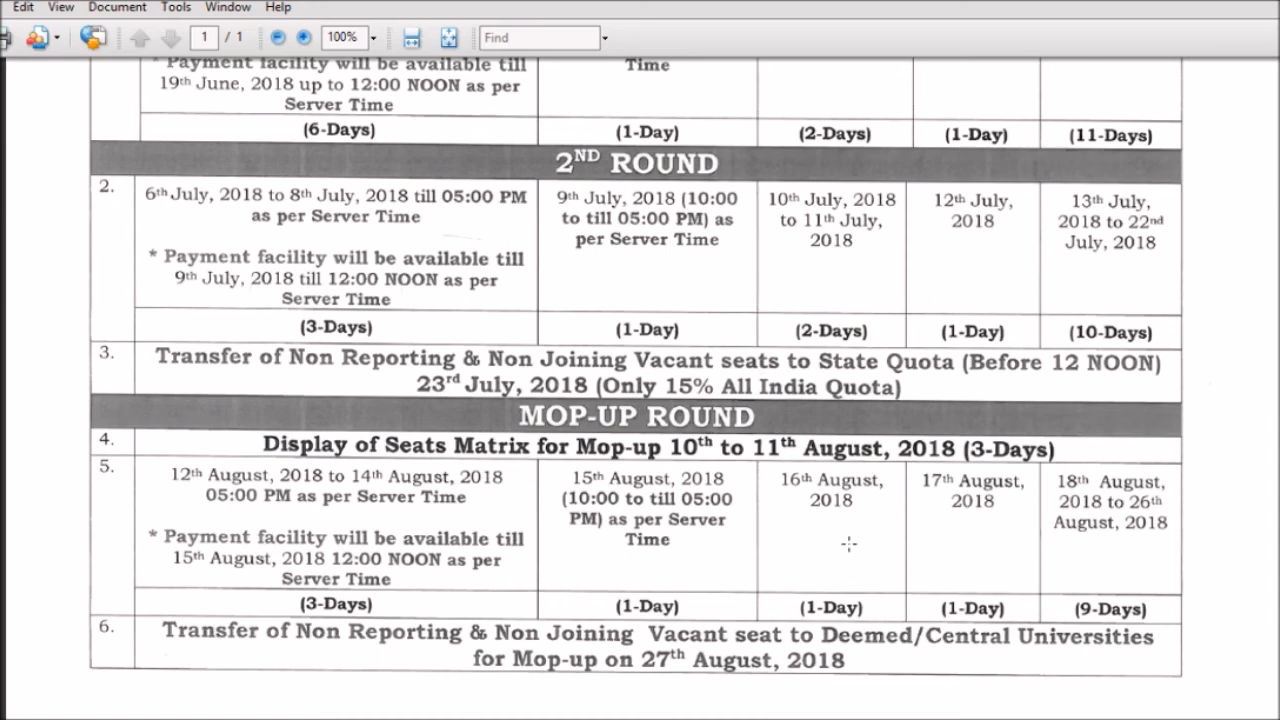 Edit View Document Tools Window Help
1 / 1 100% Find
* Payment facility will be available till
19th June, 2018 up to 12:00 NOON as per
Server Time
Time
(6-Days) (1-Day) (2-Days) (1-Day) (11-Days)
2ND ROUND
2.
6th July, 2018 to 8th July, 2018 till 05:00 PM
as per Server Time
* Payment facility will be available till
9th July, 2018 till 12:00 NOON as per
Server Time
9th July, 2018 (10:00
to till 05:00 PM) as
per Server Time
10th July, 2018
to 11th July,
2018
12th July,
2018
13th July,
2018 to 22nd
July, 2018
(3-Days) (1-Day) (2-Days) (1-Day) (10-Days)
3. Transfer of Non Reporting & Non Joining Vacant seats to State Quota (Before 12 NOON)
23rd July, 2018 (Only 15% All India Quota)
MOP-UP ROUND
4. Display of Seats Matrix for Mop-up 10th to 11th August, 2018 (3-Days)
5.
12th August, 2018 to 14th August, 2018
05:00 PM as per Server Time
* Payment facility will be available till
15th August, 2018 12:00 NOON as per
Server Time
15th August, 2018
(10:00 to till 05:00
PM) as per Server
Time
16th August,
2018
17th August,
2018
18th August,
2018 to 26th
August, 2018
(3-Days) (1-Day) (1-Day) (1-Day) (9-Days)
6. Transfer of Non Reporting & Non Joining Vacant seat to Deemed/Central Universities
for Mop-up on 27th August, 2018